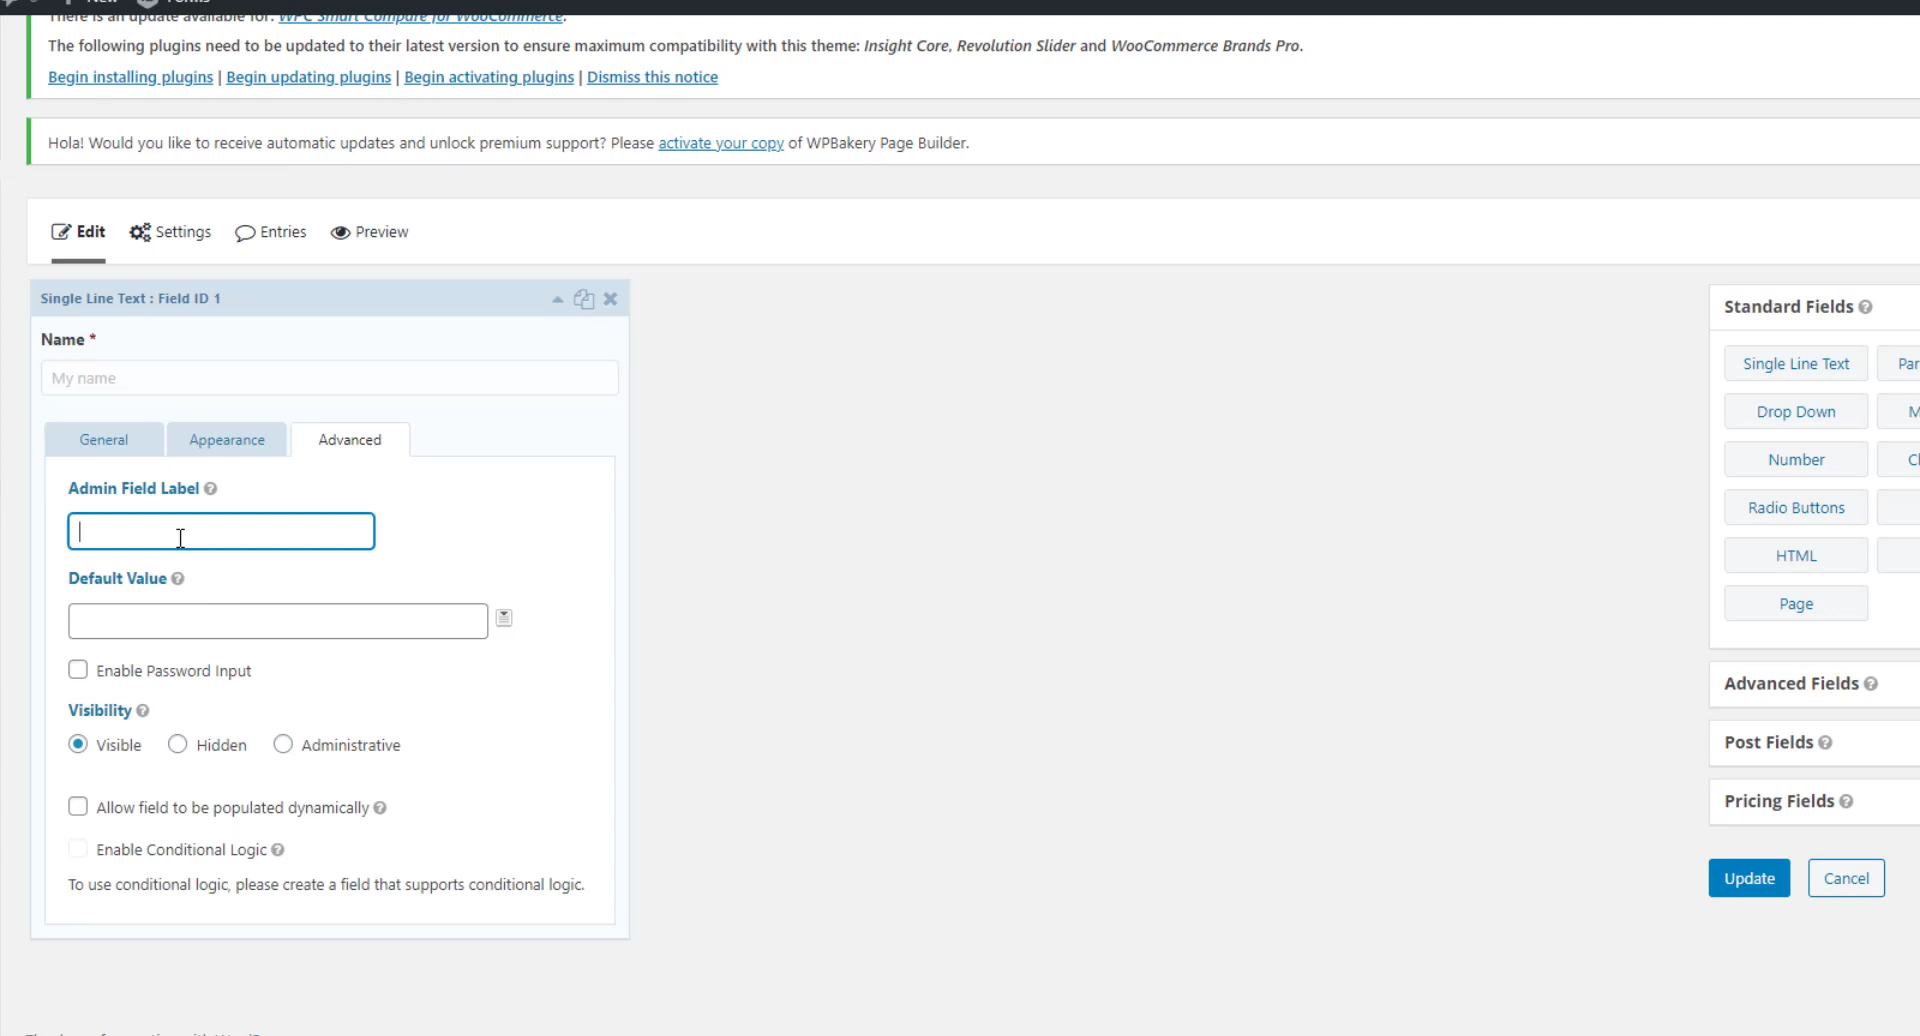 New Forms
There is an update available for: WPC Smart Compare for WooCommerce.
The following plugins need to be updated to their latest version to ensure maximum compatibility with this theme: Insight Core, Revolution Slider and WooCommerce Brands Pro.
Begin installing plugins | Begin updating plugins | Begin activating plugins | Dismiss this notice
Hola! Would you like to receive automatic updates and unlock premium support? Please activate your copy of WPBakery Page Builder.
Edit Settings Entries Preview
Single Line Text : Field ID 1
Name *
My name
General Appearance Advanced
Admin Field Label
Default Value
Enable Password Input
Visibility
Visible Hidden Administrative
Allow field to be populated dynamically
Enable Conditional Logic
To use conditional logic, please create a field that supports conditional logic.
Standard Fields
Single Line Text Par
Drop Down M
Number
Radio Buttons
HTML
Page
Advanced Fields
Post Fields
Pricing Fields
Update Cancel